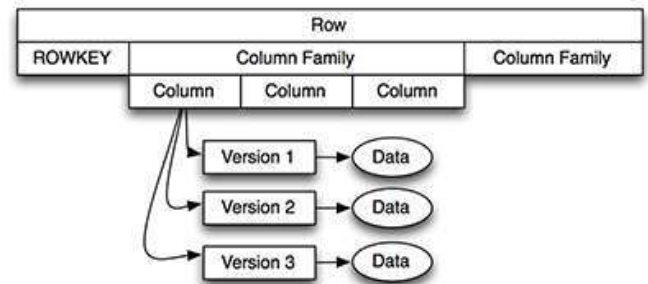 Row
ROWKEY Column Family Column Family
Column Column Column
Version 1 Data
Version 2 Data
Version 3 Data